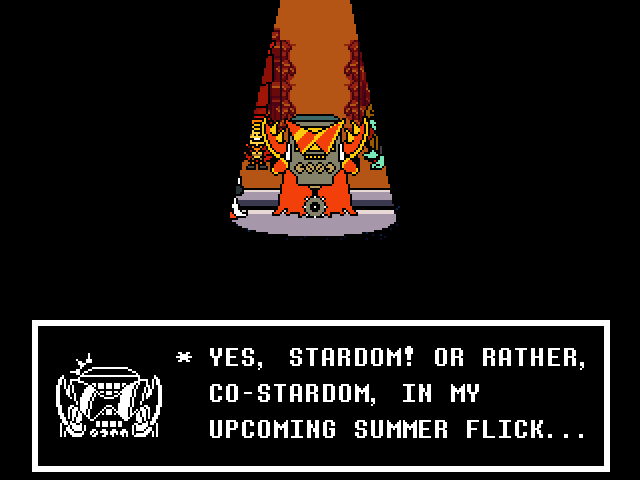 * YES, STARDOM! OR RATHER,
CO-STARDOM, IN MY
UPCOMING SUMMER FLICK...